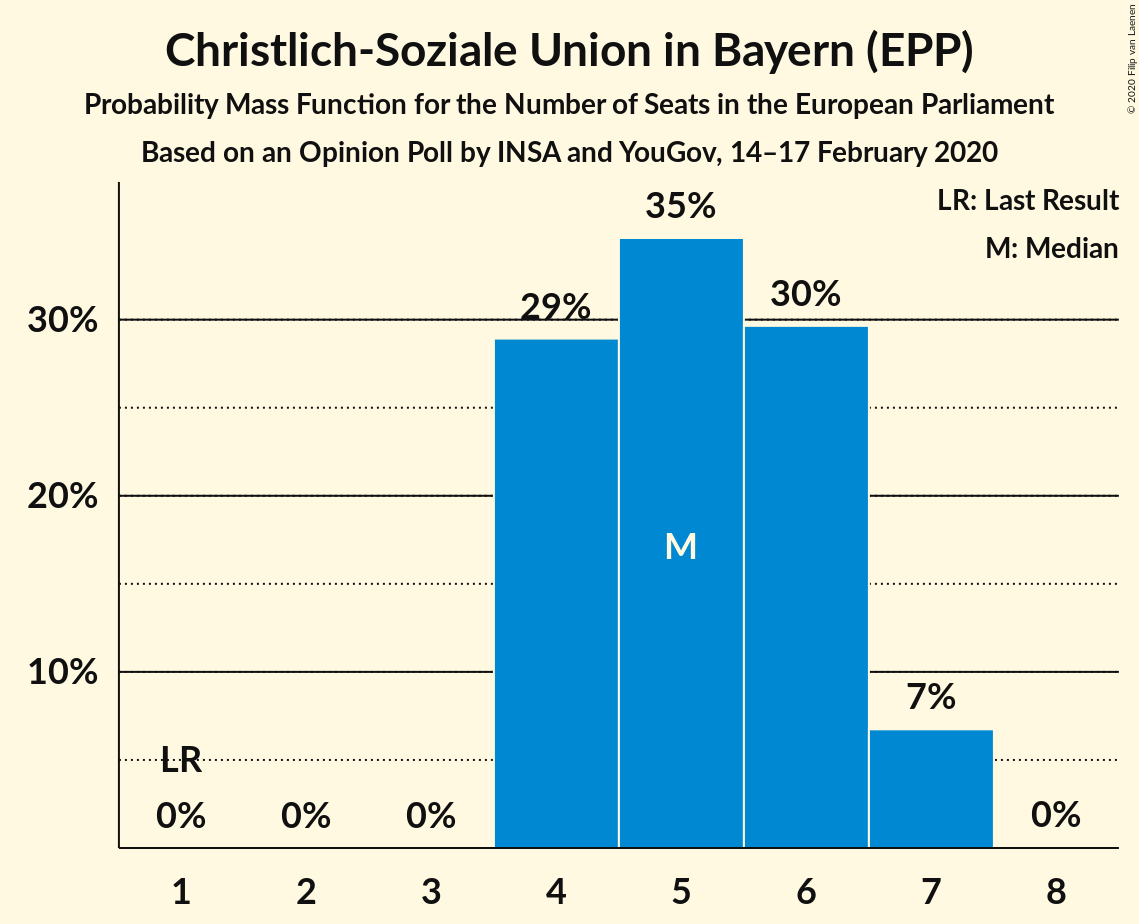 Christlich-Soziale Union in Bayern (EPP)
Probability Mass Function for the Number of Seats in the European Parliament
Based on an Opinion Poll by INSA and YouGov, 14–17 February 2020
© 2020 Filip van Laenen
LR: Last Result
M: Median
35%
29%
30%
30%
20%
M
10%
7%
LR
0%
0%
0%
0%
1 2 3 4 5 6 7 8